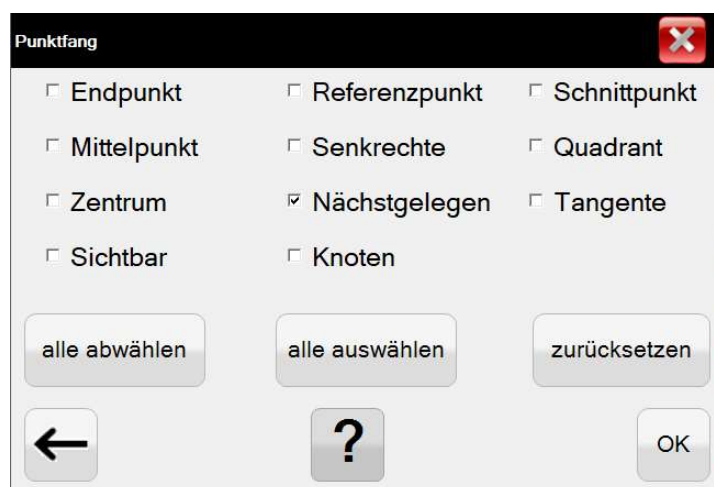 Punktfang
Endpunkt Referenzpunkt Schnittpunkt
Mittelpunkt Senkrechte Quadrant
Zentrum Nächstgelegen Tangente
Sichtbar Knoten
alle abwählen alle auswählen zurücksetzen
? OK